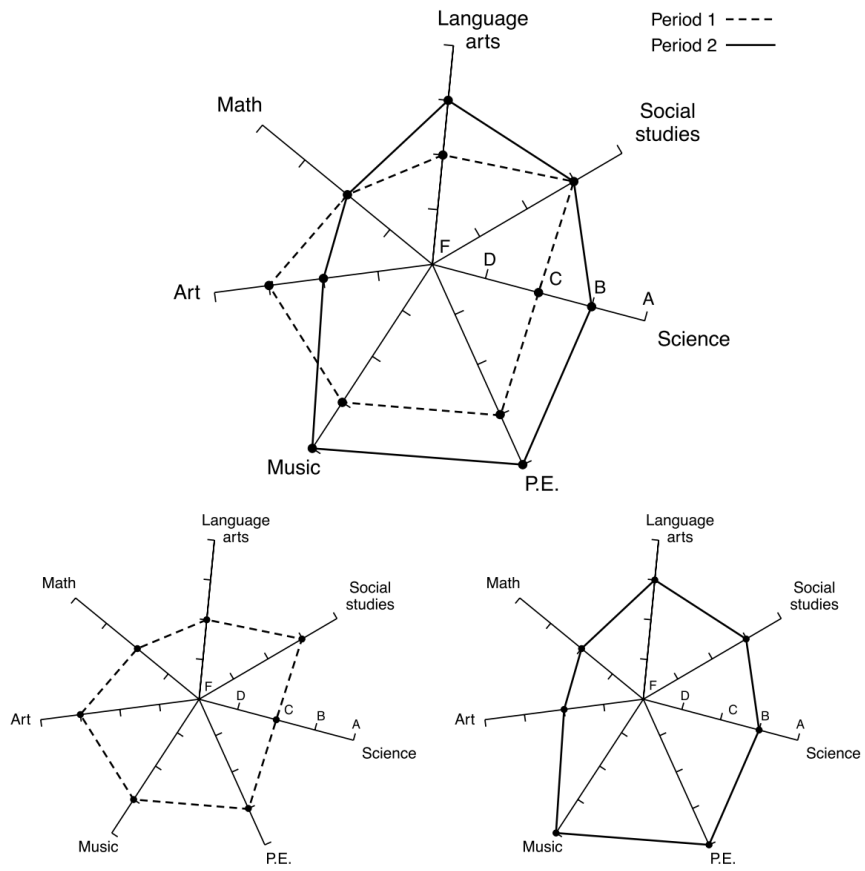 Language
arts
Period 1
Period 2
Math
Social
studies
F
D
C
B
A
Art
Science
Music
P.E.
Language
arts
Math
Social
studies
F
D
C
B
A
Art
Science
Music
P.E.
Language
arts
Math
Social
studies
F
D
C
B
A
Art
Science
Music
P.E.